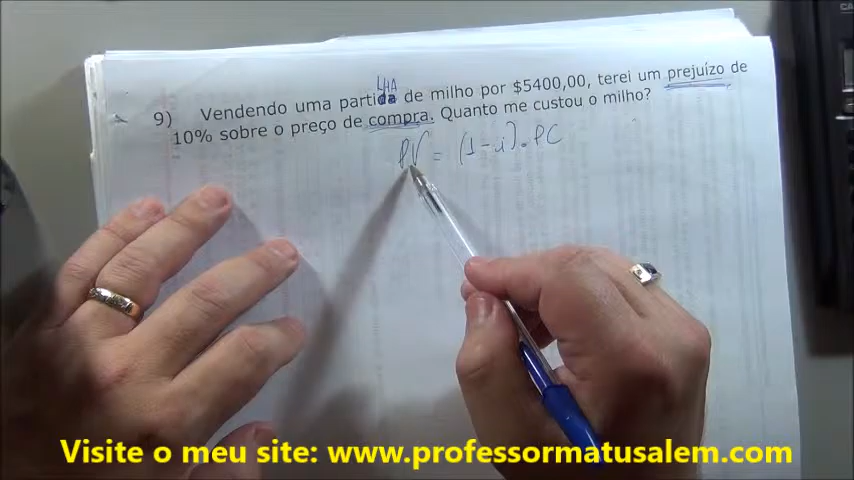 LHA
9) Vendendo uma partida de milho por $5400,00, terei um prejuízo de
10% sobre o preço de compra. Quanto me custou o milho?
PV = (1-i).PC
Visite o meu site: www.professormatusalem.com